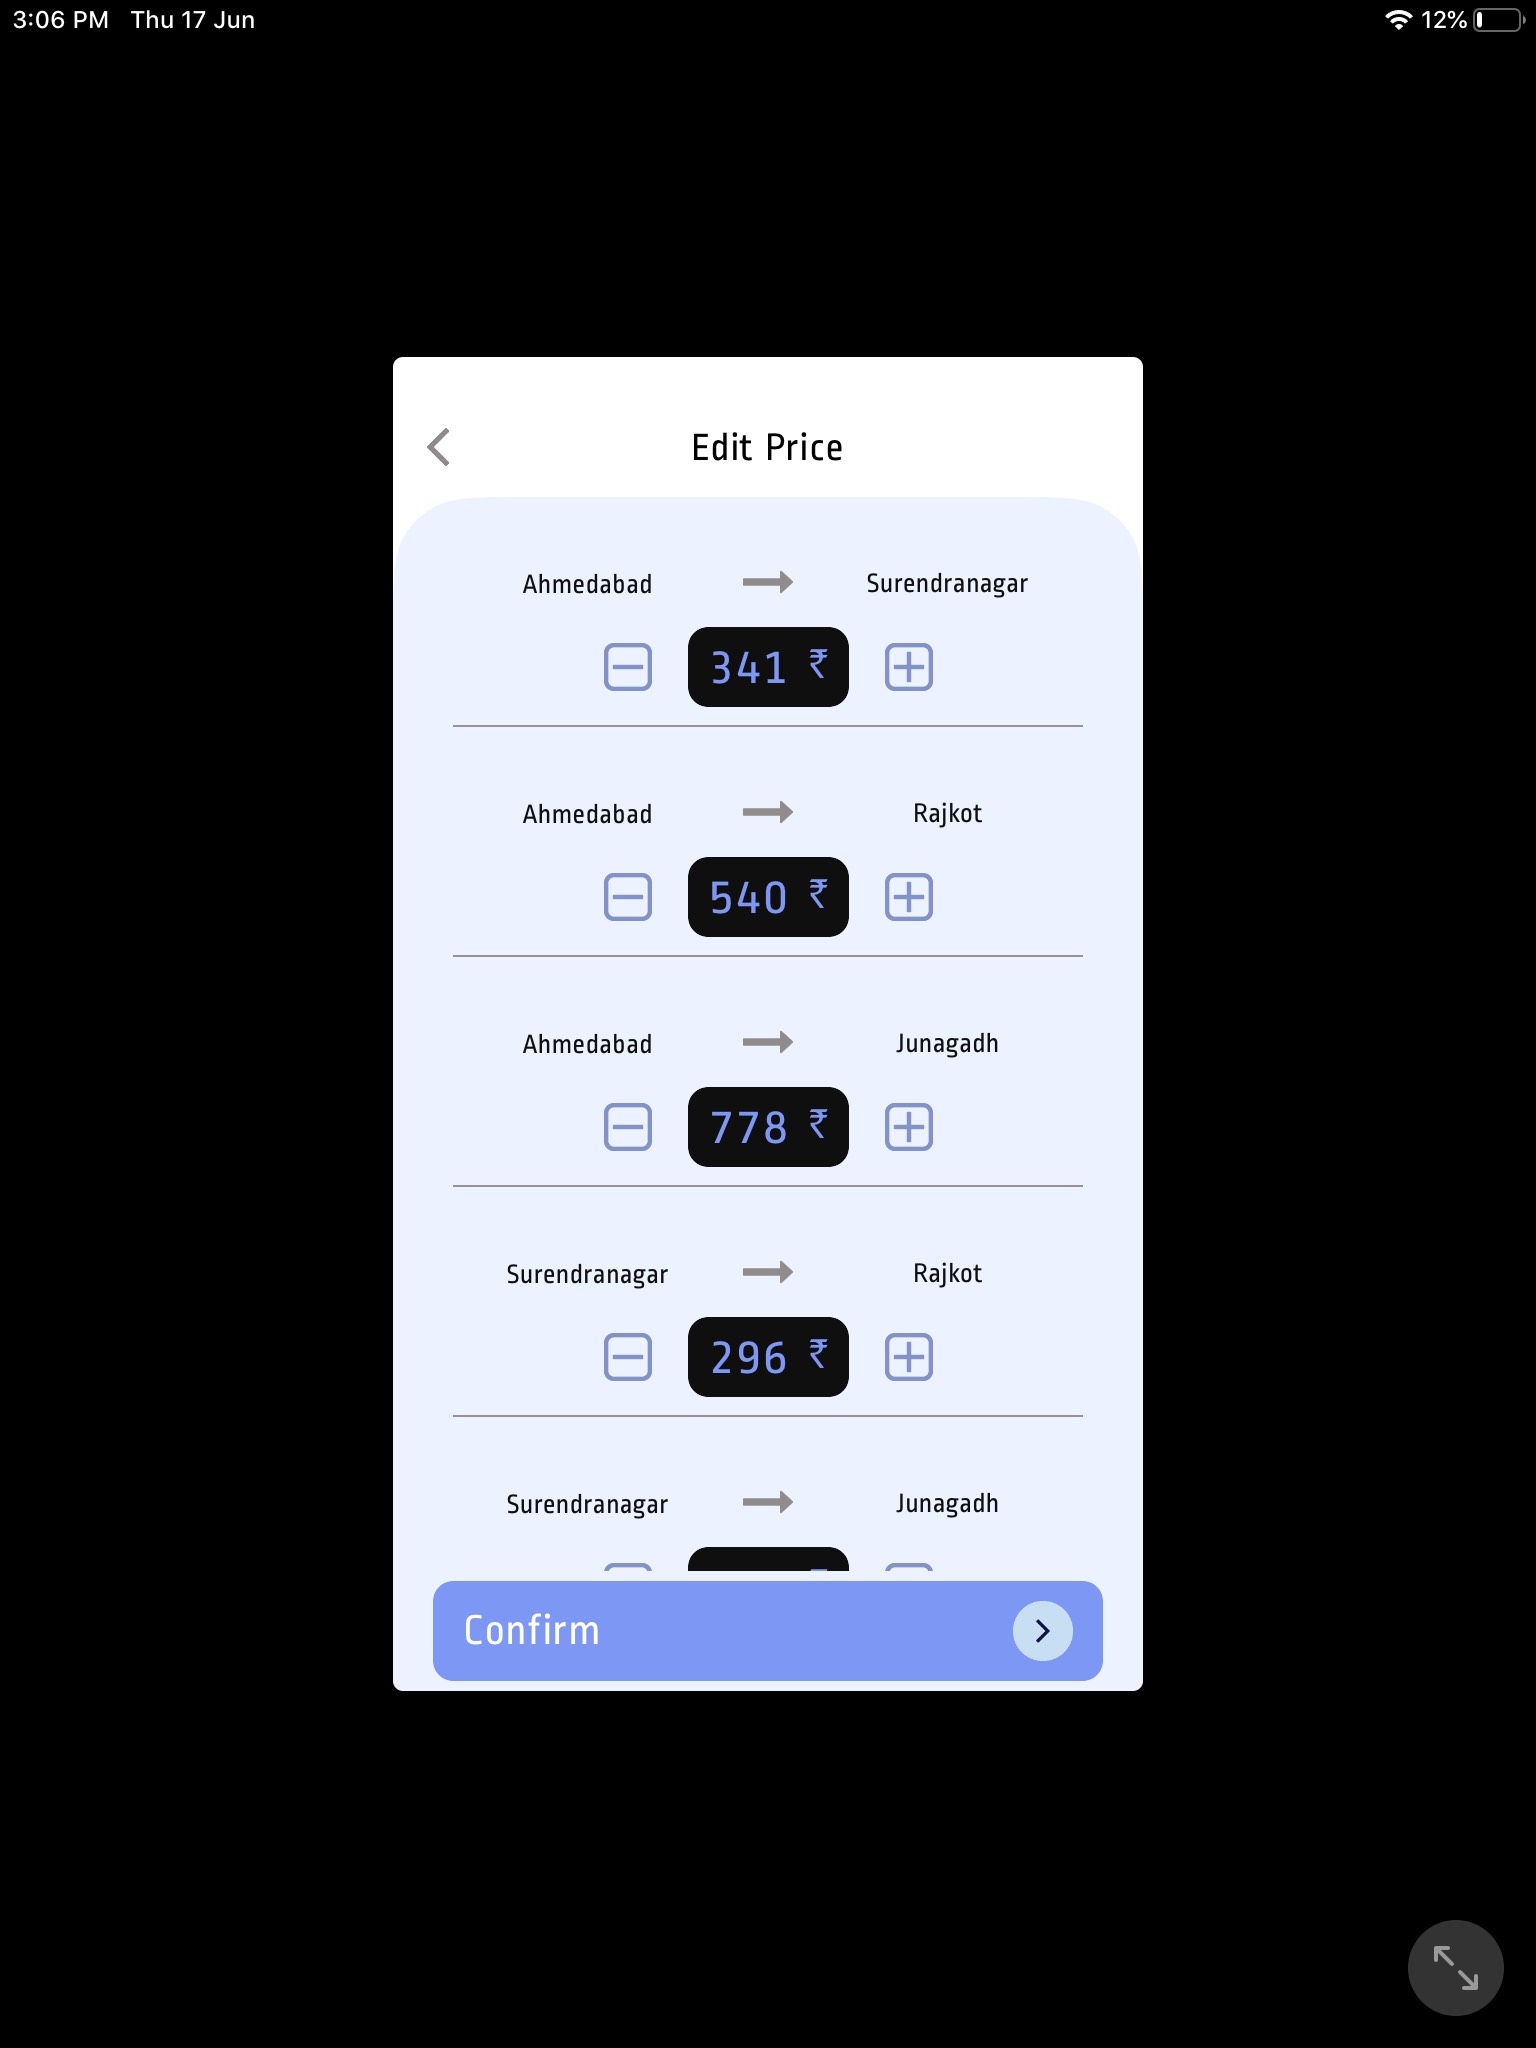 3:06 PM Thu 17 Jun 12%
Edit Price
Ahmedabad Surendranagar
341 ₹
Ahmedabad Rajkot
540 ₹
Ahmedabad Junagadh
778 ₹
Surendranagar Rajkot
296 ₹
Surendranagar Junagadh
Confirm